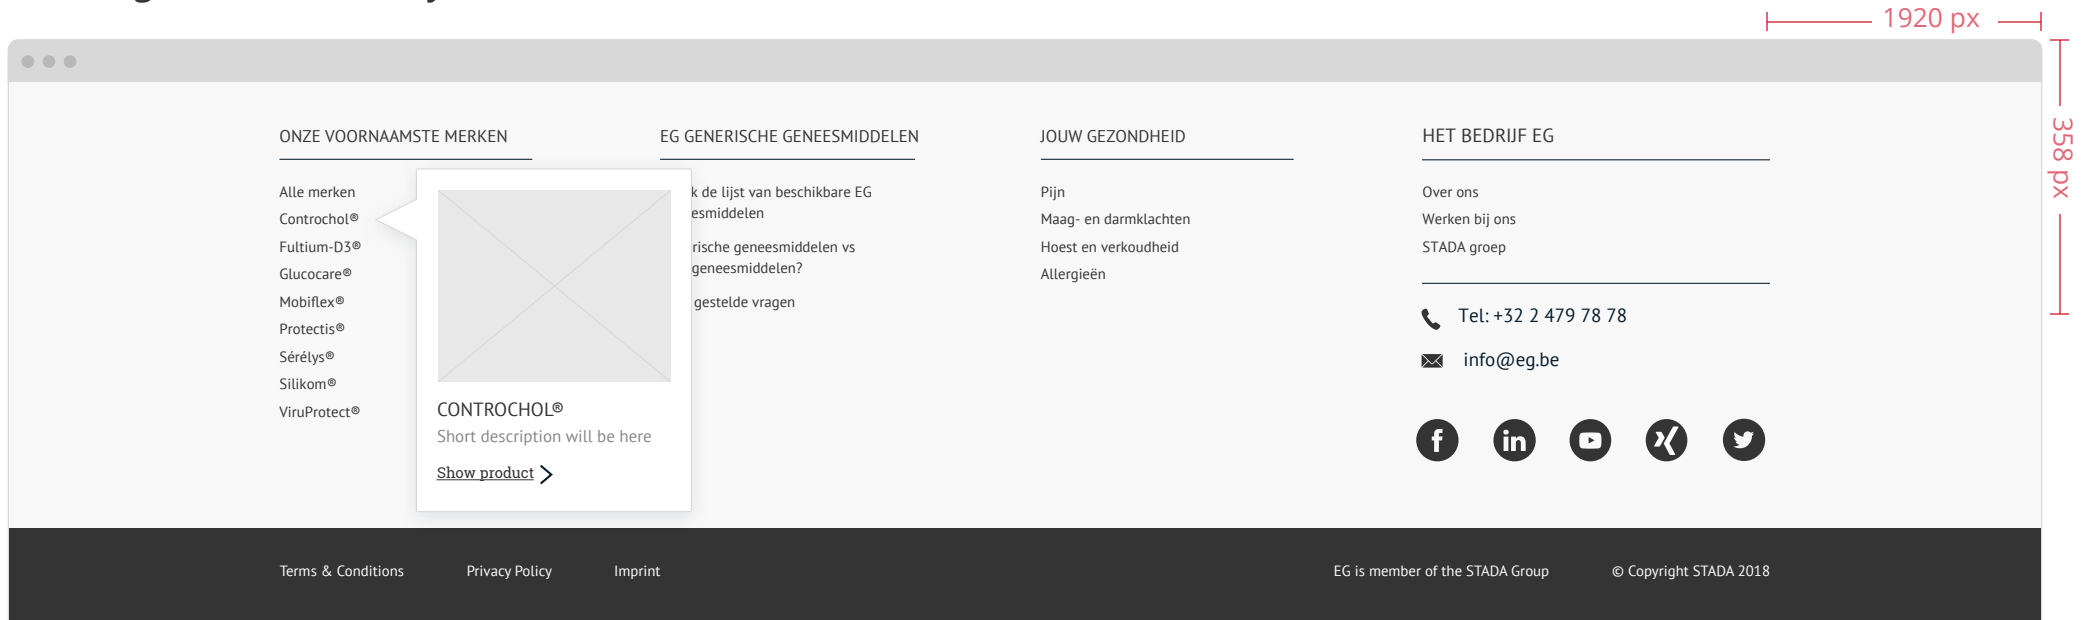 1920 px
358 px
ONZE VOORNAAMSTE MERKEN
Alle merken
Controchol®
Fultium-D3®
Glucocare®
Mobiflex®
Protectis®
Sérélys®
Silikom®
ViruProtect®
CONTROCHOL®
Short description will be here
Show product
EG GENERISCHE GENEESMIDDELEN
de lijst van beschikbare EG
gestelde vragen
geneesmiddelen vs
geneesmiddelen?
JOUW GEZONDHEID
Pijn
Maag- en darmklachten
Hoest en verkoudheid
Allergieën
HET BEDRIJF EG
Over ons
Werken bij ons
STADA groep
Tel: +32 2 479 78 78
info@eg.be
f
in
Terms & Conditions
Privacy Policy
Imprint
EG is member of the STADA Group
© Copyright STADA 2018